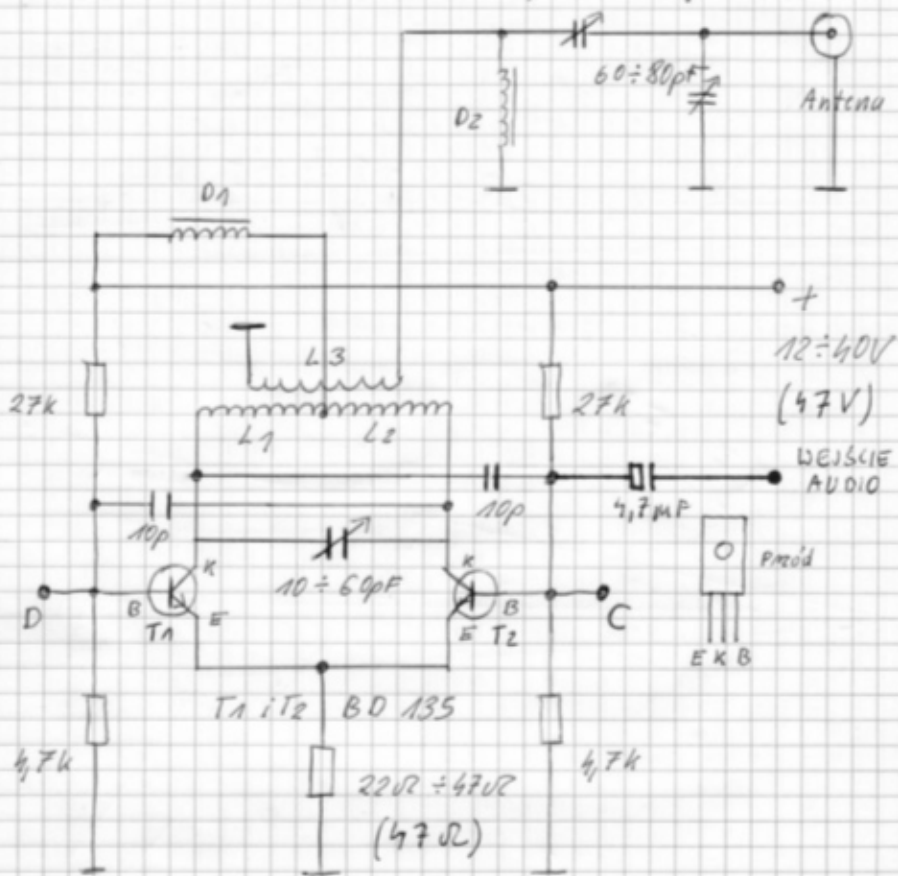 60÷80pF
D2
Antena
D1
+
L3
12÷40V
27k
27k
(47V)
L1
L2
WEJŚCIE
AUDIO
10p
10p
4,7µF
K
10÷60pF
K
Przód
D
B
E
B
C
T1
E
T2
E K B
T1 i T2 BD 135
4,7k
22Ω ÷47Ω
4,7k
(47Ω)